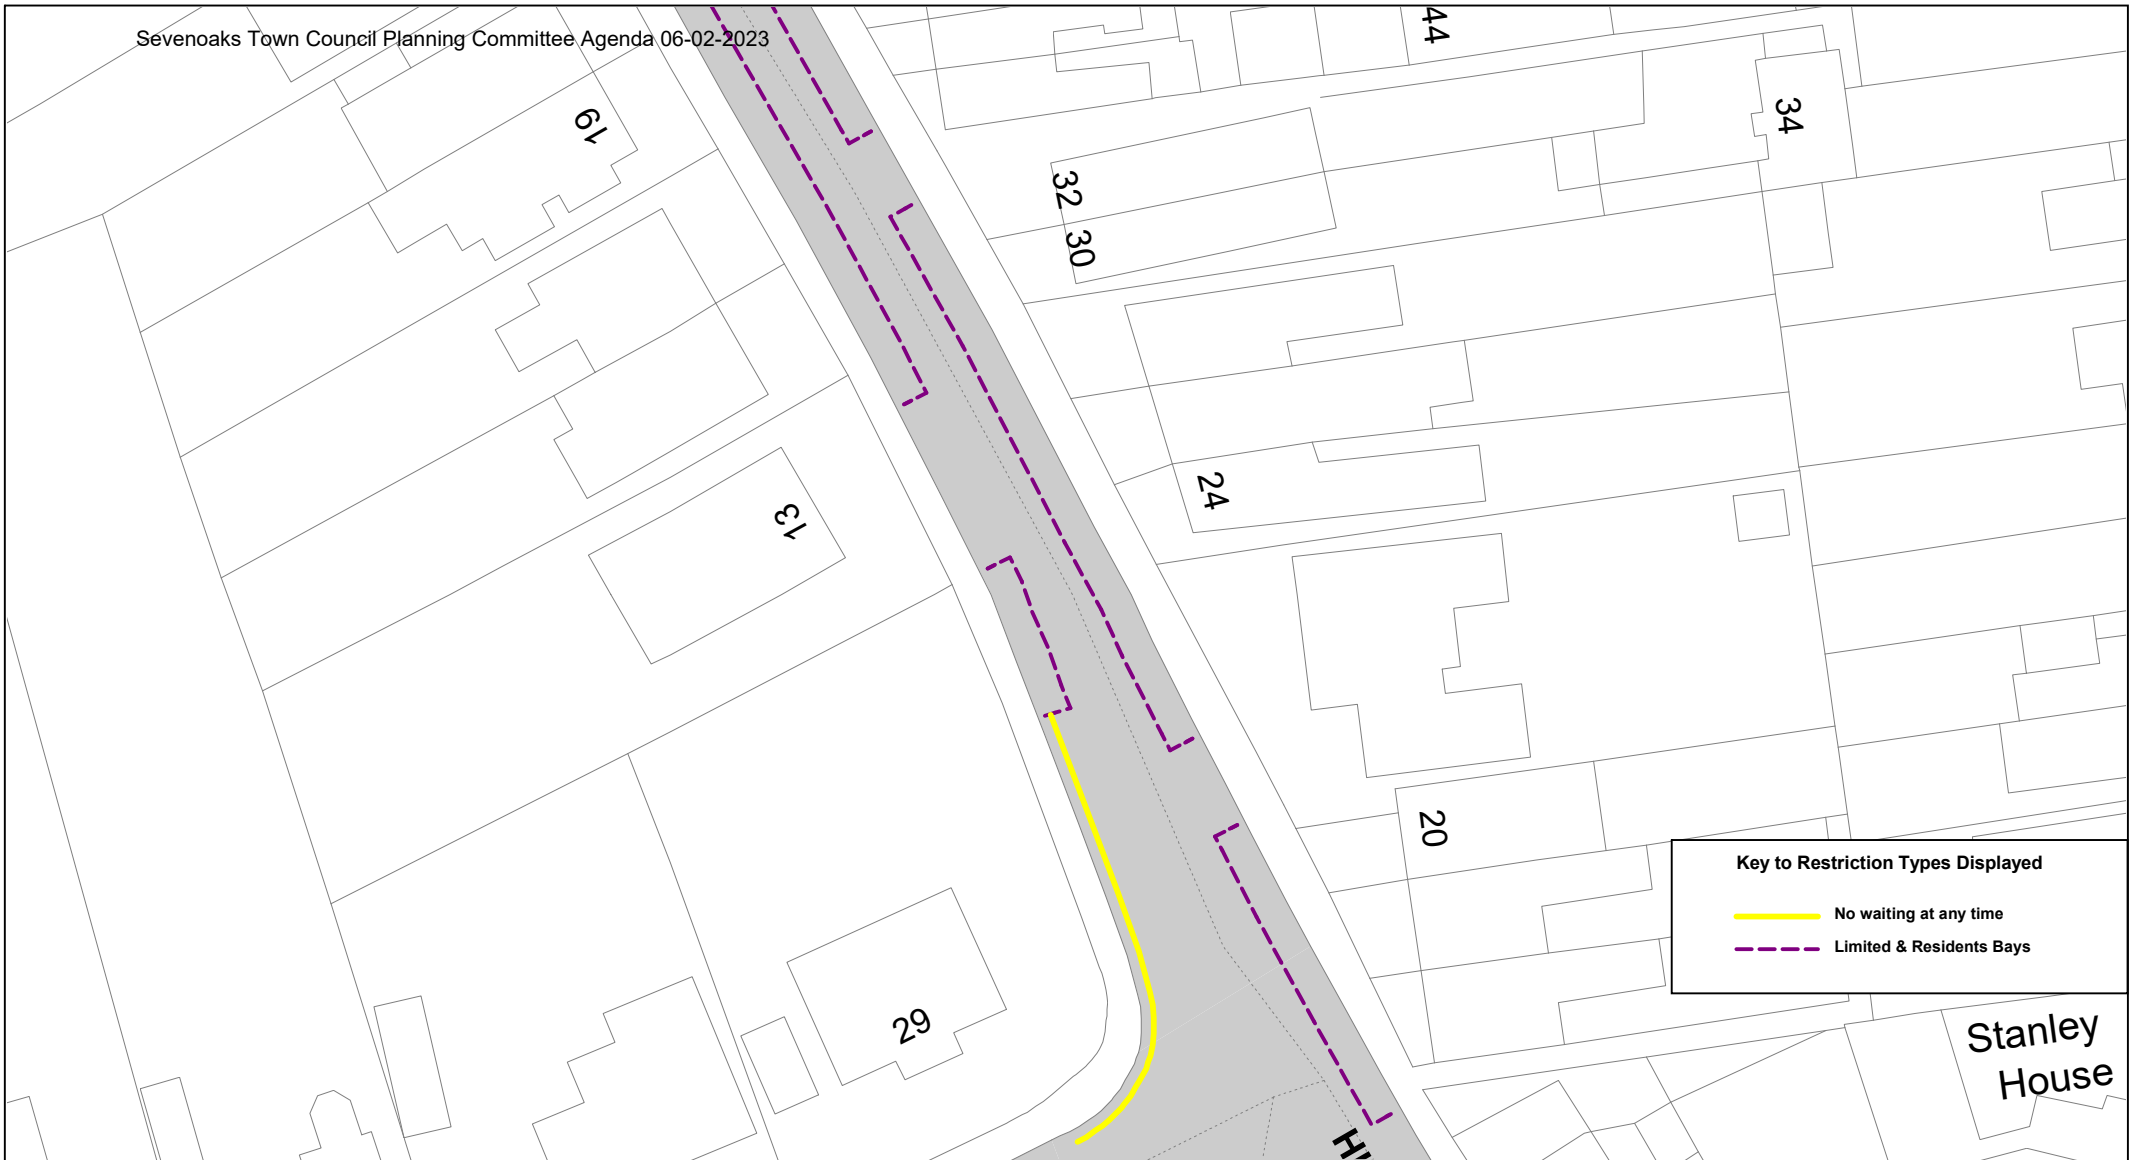 Sevenoaks Town Council Planning Committee Agenda 06-02-2023
44
34
19
32
30
24
13
20
Key to Restriction Types Displayed
No waiting at any time
Limited & Residents Bays
29
Stanley
House